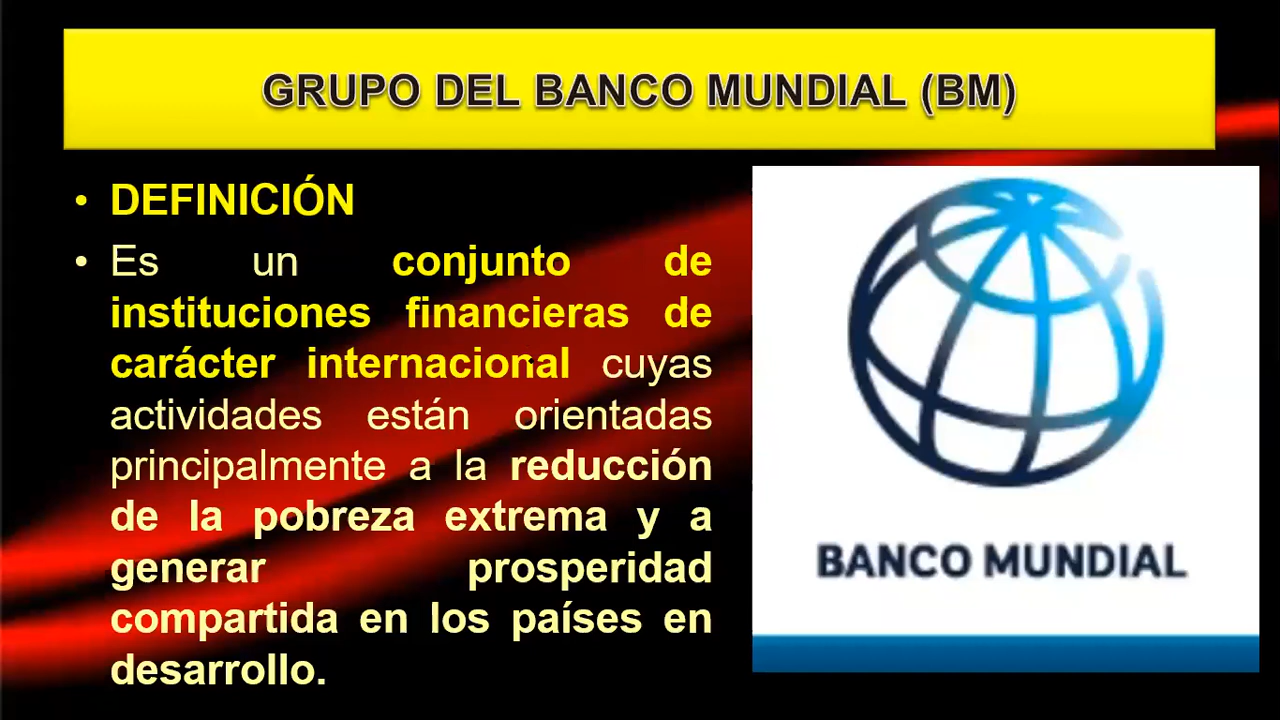 GRUPO DEL BANCO MUNDIAL (BM)
• DEFINICIÓN
• Es un conjunto de
instituciones financieras de
carácter internacional cuyas
actividades están orientadas
principalmente a la reducción
de la pobreza extrema y a
generar prosperidad
compartida en los países en
desarrollo.
BANCO MUNDIAL